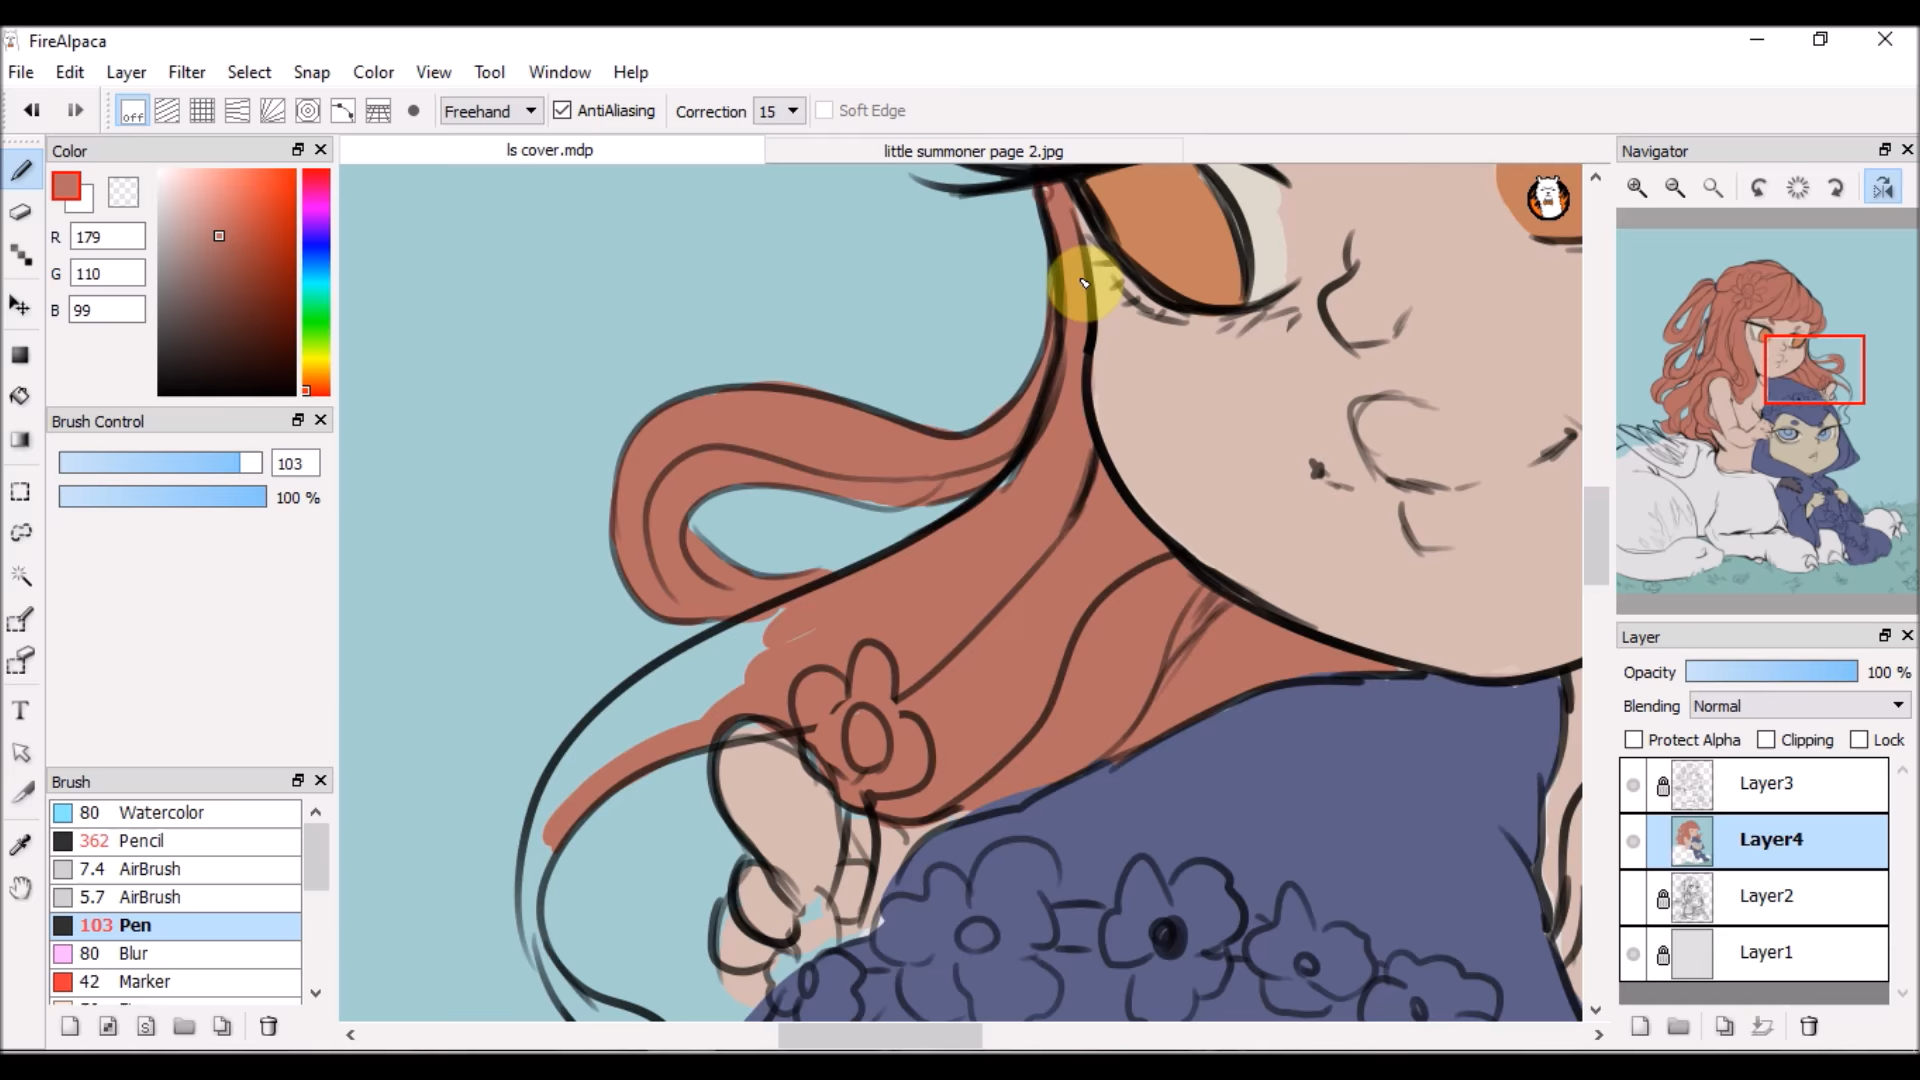 FireAlpaca
File Edit Layer Filter Select Snap Color View Tool Window Help
off Freehand AntiAliasing Correction 15 Soft Edge
Color
ls cover.mdp
little summoner page 2.jpg
Navigator
R 179
G 110
B 99
Brush Control
103
100 %
Layer
Opacity 100 %
Blending Normal
Protect Alpha Clipping Lock
Brush
80 Watercolor
362 Pencil
7.4 AirBrush
5.7 AirBrush
103 Pen
80 Blur
42 Marker
Layer3
Layer4
Layer2
Layer1